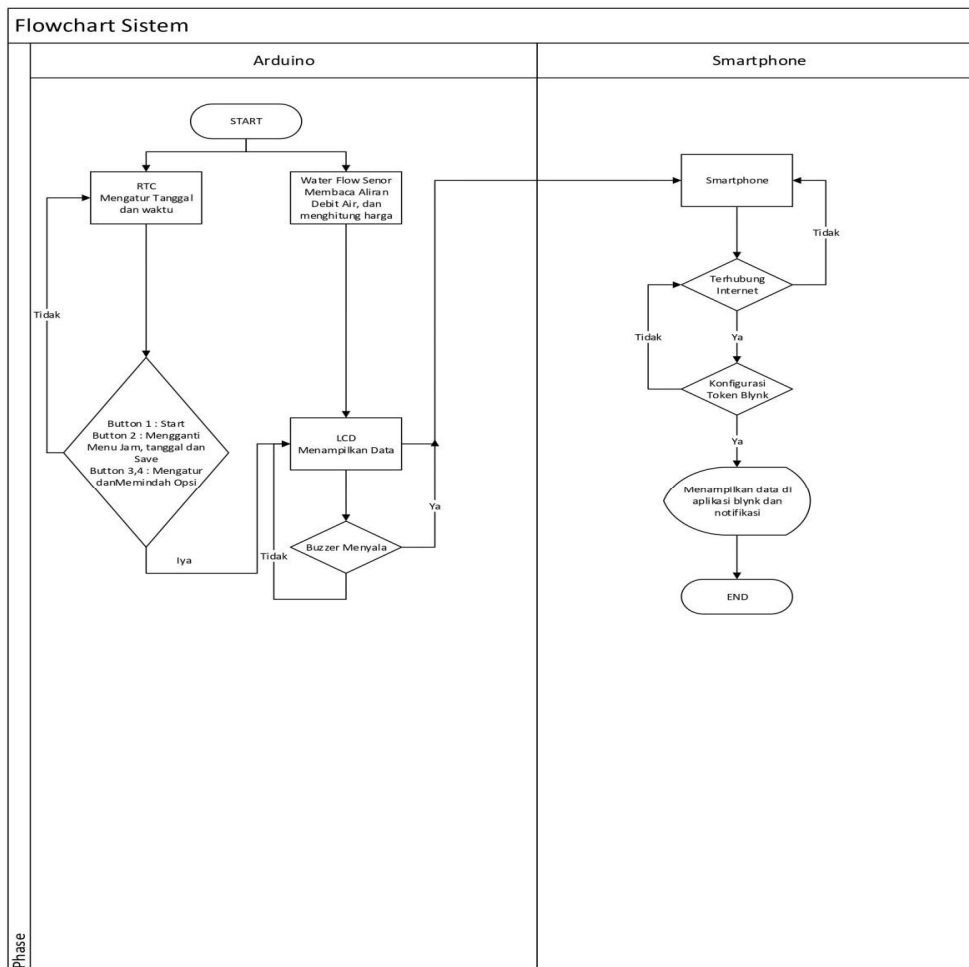 Flowchart Sistem
Arduino
Smartphone
START
RTC
Mengatur Tanggal
dan waktu
Water Flow Senor
Membaca Aliran
Debit Air, dan
menghitung harga
Smartphone
Tidak
Terhubung
Internet
Tidak
Tidak
Ya
Konfigurasi
Token Blynk
Button 1 : Start
Button 2 : Mengganti
Menu Jam, tanggal dan
Save
Button 3,4 : Mengatur
danMemindah Opsi
LCD
Menampilkan Data
Ya
Menampilkan data di
aplikasi blynk dan
notifikasi
Ya
Buzzer Menyala
Tidak
Iya
END
Phase